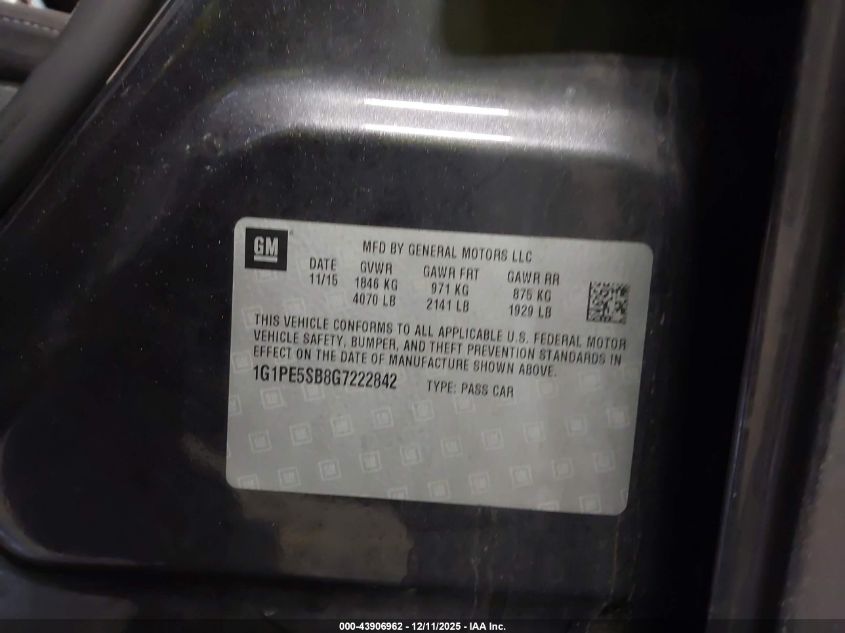 GM
MFD BY GENERAL MOTORS LLC
DATE GVWR GAWR FRT GAWR RR
11/15 1846 KG 971 KG 875 KG
4070 LB 2141 LB 1929 LB
THIS VEHICLE CONFORMS TO ALL APPLICABLE U.S. FEDERAL MOTOR
VEHICLE SAFETY, BUMPER, AND THEFT PREVENTION STANDARDS IN
EFFECT ON THE DATE OF MANUFACTURE SHOWN ABOVE.
1G1PE5SB8G7222842 TYPE: PASS CAR
000-43906962 - 12/11/2025 - IAA Inc.